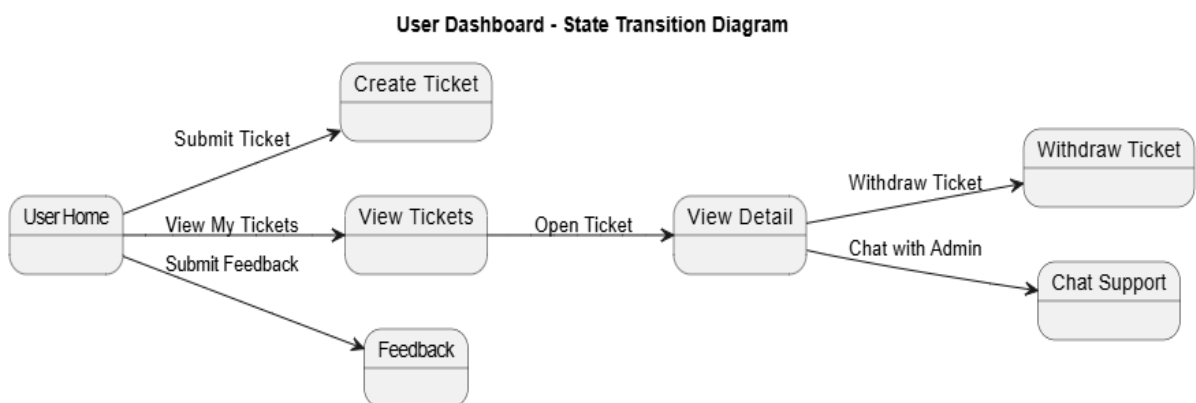 User Dashboard - State Transition Diagram
Create Ticket
Submit Ticket
Withdraw Ticket
Withdraw Ticket
User Home
View My Tickets
View Tickets
Open Ticket
View Detail
Submit Feedback
Chat with Admin
Chat Support
Feedback